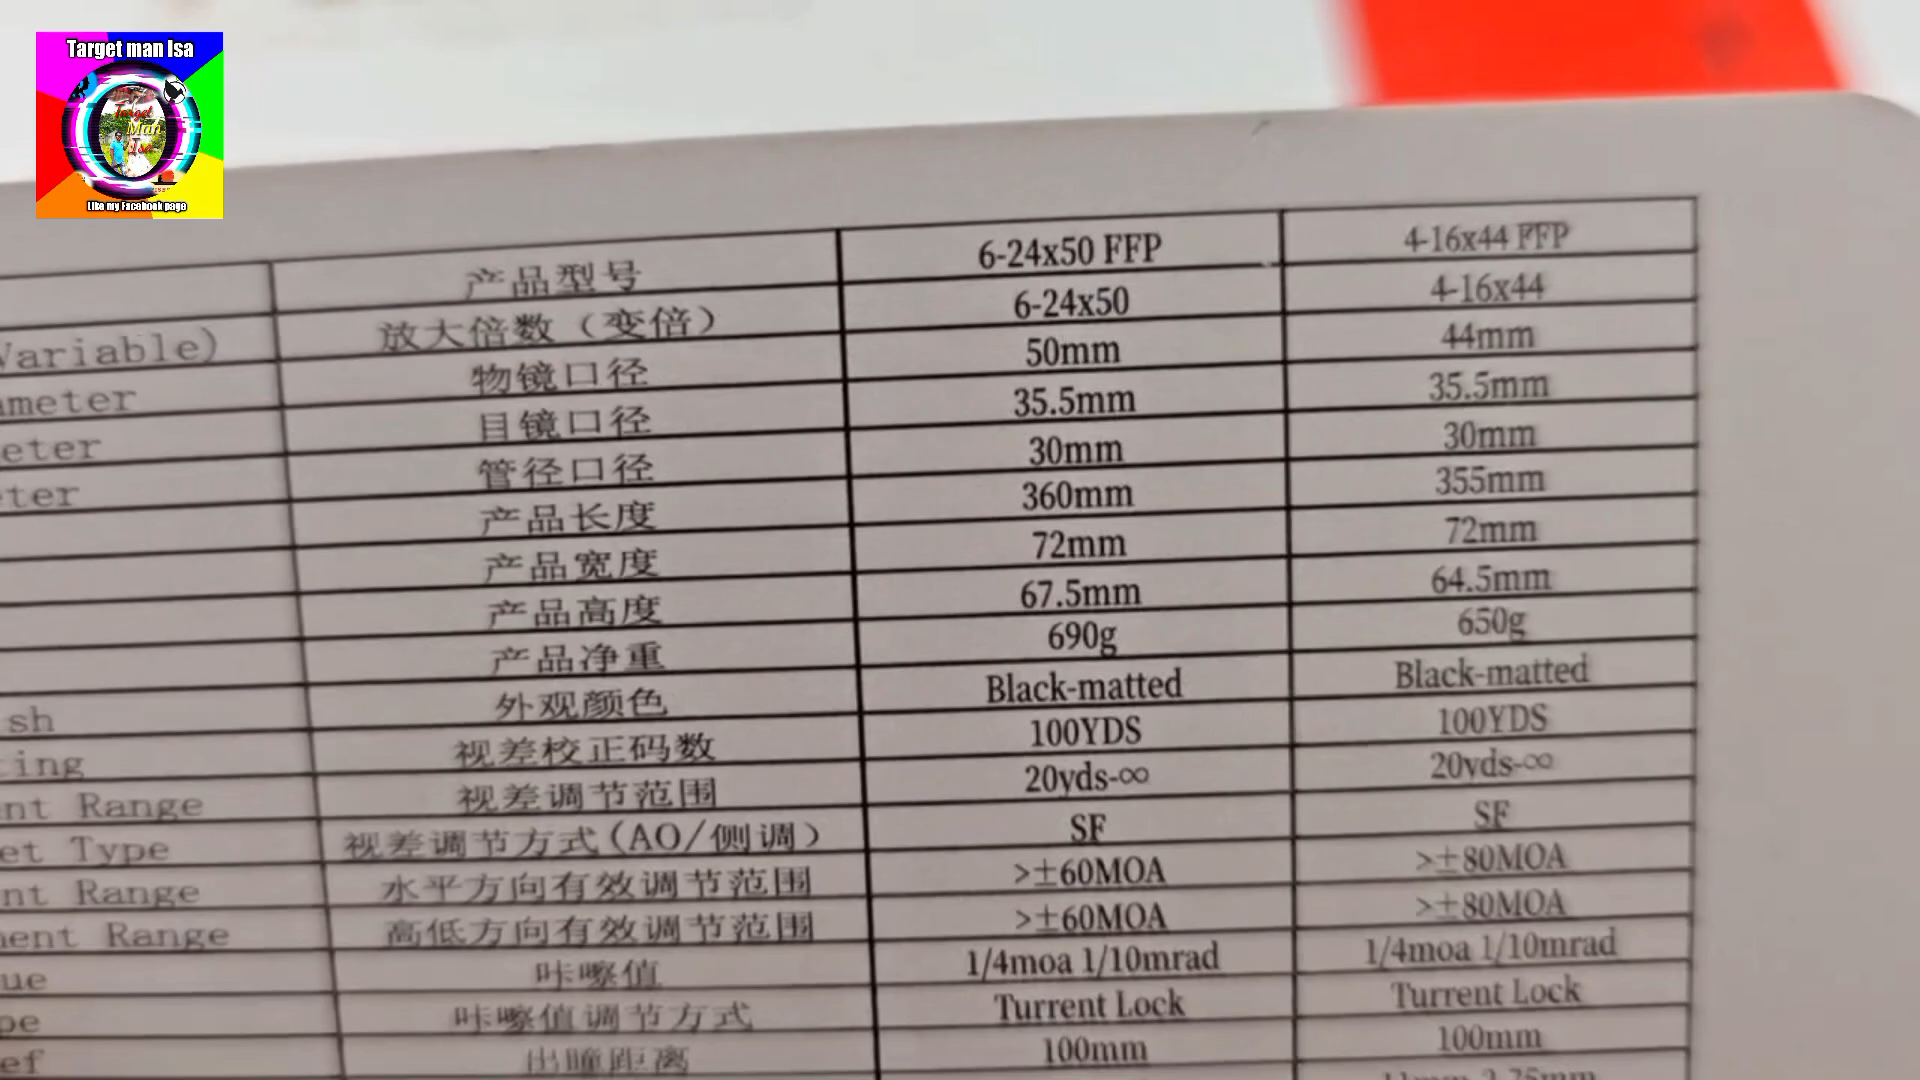 Target man Isa
Target
Man
Isa
Like my Facebook page
产品型号 6-24x50 FFP 4-16x44 FFP
Variable) 放大倍数（变倍） 6-24x50 4-16x44
ameter 物镜口径 50mm 44mm
eter 目镜口径 35.5mm 35.5mm
eter 管径口径 30mm 30mm
产品长度 360mm 355mm
产品宽度 72mm 72mm
产品高度 67.5mm 64.5mm
产品净重 690g 650g
sh 外观颜色 Black-matted Black-matted
ting 视差校正码数 100YDS 100YDS
nt Range 视差调节范围 20yds-∞ 20yds-∞
et Type 视差调节方式(AO/侧调） SF SF
nt Range 水平方向有效调节范围 >±60MOA >±80MOA
ment Range 高低方向有效调节范围 >±60MOA >±80MOA
ue 咔嚓值 1/4moa 1/10mrad 1/4moa 1/10mrad
pe 咔嚓值调节方式 Turrent Lock Turrent Lock
ef 出瞳距离 100mm 100mm